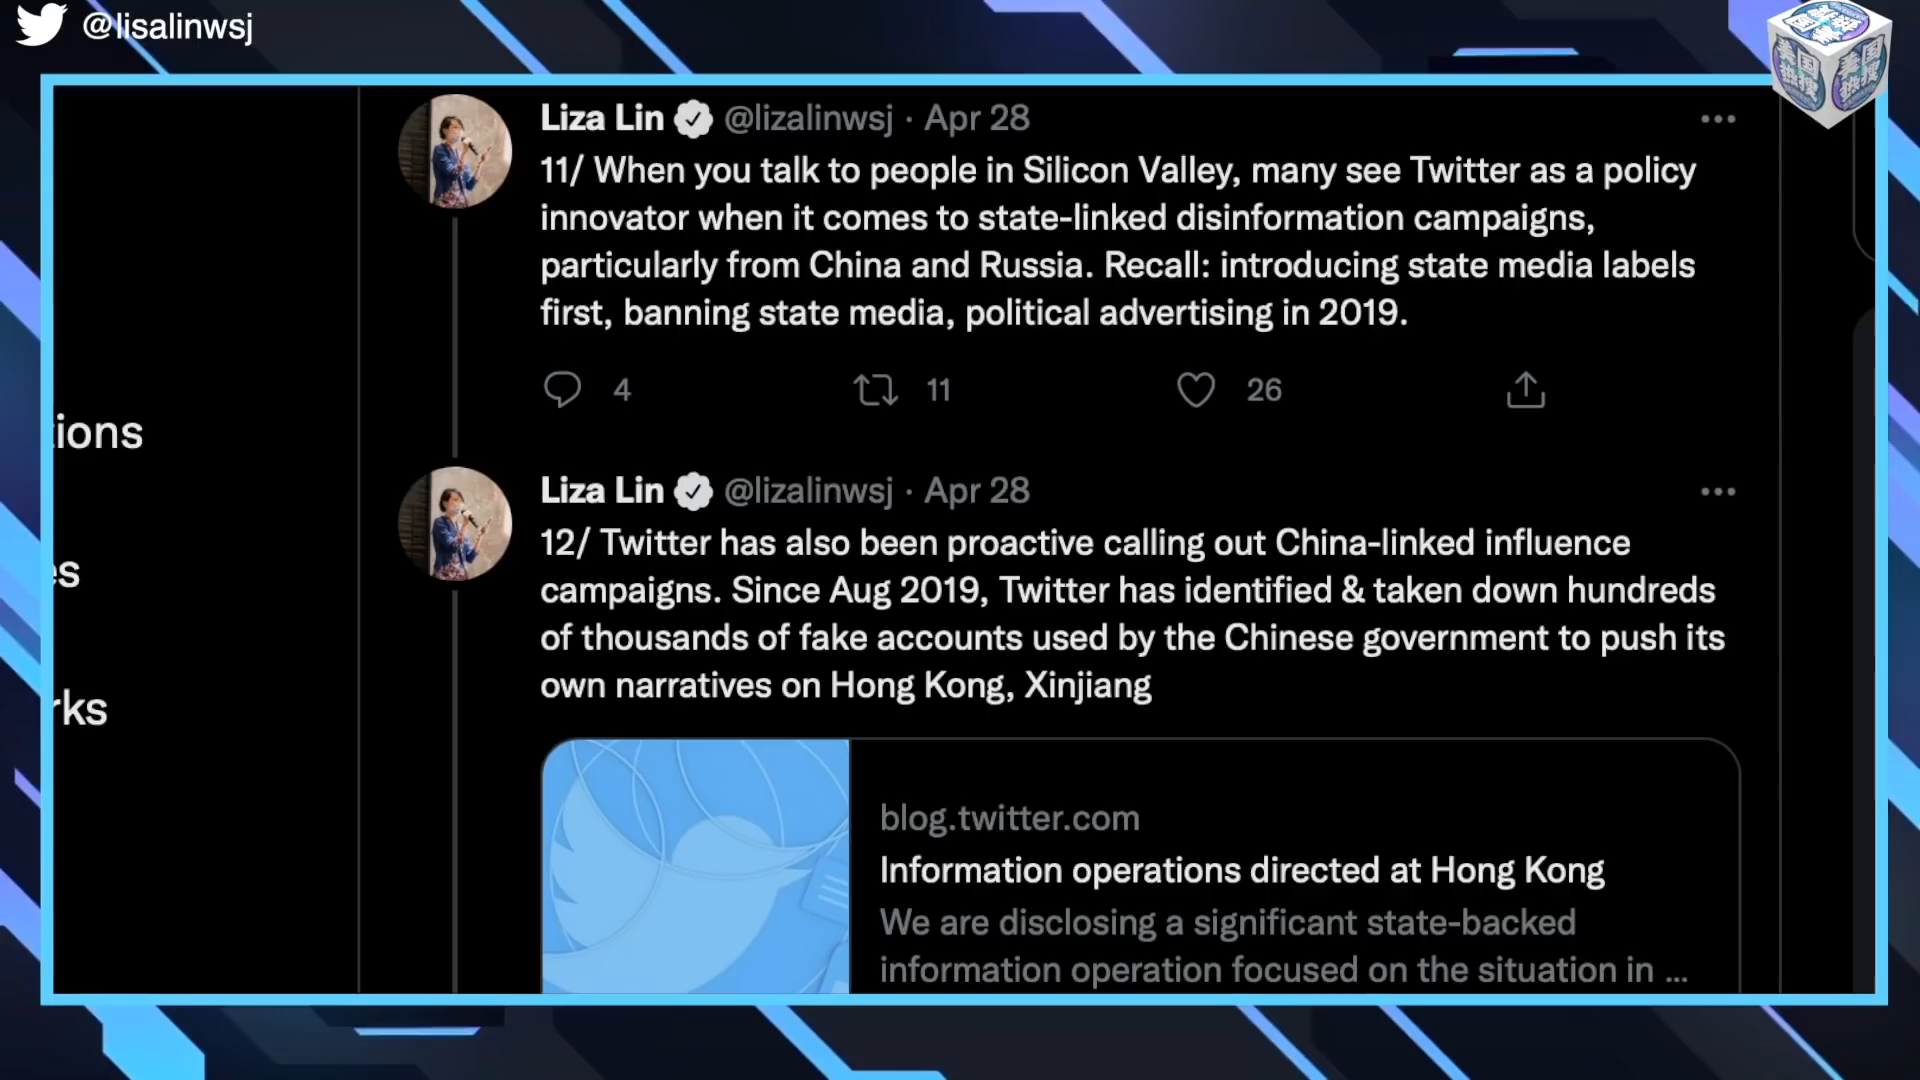 @lisalinwsj
Liza Lin @lizalinwsj · Apr 28
11/ When you talk to people in Silicon Valley, many see Twitter as a policy
innovator when it comes to state-linked disinformation campaigns,
particularly from China and Russia. Recall: introducing state media labels
first, banning state media, political advertising in 2019.
4 11 26
tions
Liza Lin @lizalinwsj · Apr 28
12/ Twitter has also been proactive calling out China-linked influence
es
campaigns. Since Aug 2019, Twitter has identified & taken down hundreds
of thousands of fake accounts used by the Chinese government to push its
own narratives on Hong Kong, Xinjiang
rks
blog.twitter.com
Information operations directed at Hong Kong
We are disclosing a significant state-backed
information operation focused on the situation in ...